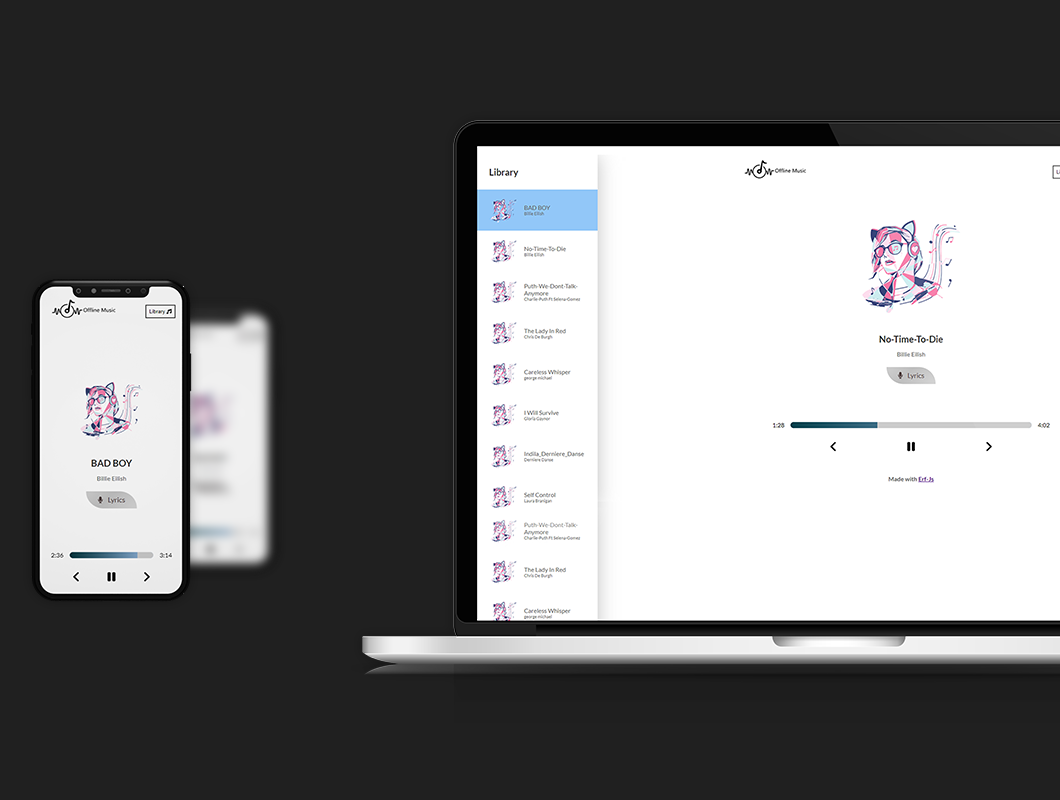 Offline Music
Library
BAD BOY
Billie Eilish
Lyrics
2:36
3:14
Library
BAD BOY
Billie Eilish
No-Time-To-Die
Billie Eilish
Puth-We-Dont-Talk-
Anymore
Charlie-Puth Ft Selena-Gomez
The Lady In Red
Chris De Burgh
Careless Whisper
george michael
I Will Survive
Gloria Gaynor
Indila_Derniere_Danse
Derniere Danse
Self Control
Laura Branigan
Puth-We-Dont-Talk-
Anymore
Charlie-Puth Ft Selena-Gomez
The Lady In Red
Chris De Burgh
Careless Whisper
george michael
Offline Music
No-Time-To-Die
Billie Eilish
Lyrics
1:28
4:02
Made with Erf-Js